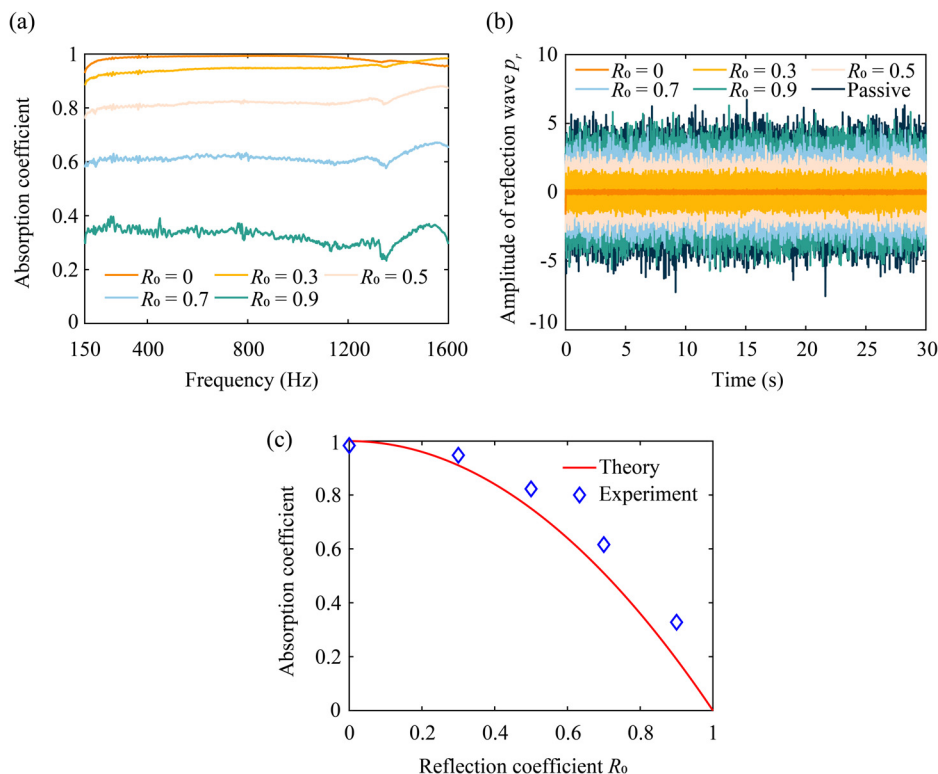 (a)
1
0.8
0.6
0.4
0.2
0
Absorption coefficient
R₀ = 0 R₀ = 0.3 R₀ = 0.5
R₀ = 0.7 R₀ = 0.9
150 400 800 1200 1600
Frequency (Hz)
(b)
10
5
0
-5
-10
Amplitude of reflection wave pᵣ
R₀ = 0 R₀ = 0.3 R₀ = 0.5
R₀ = 0.7 R₀ = 0.9 Passive
0 5 10 15 20 25 30
Time (s)
(c)
1
0.8
0.6
0.4
0.2
0
Absorption coefficient
Theory
Experiment
0 0.2 0.4 0.6 0.8 1
Reflection coefficient R₀